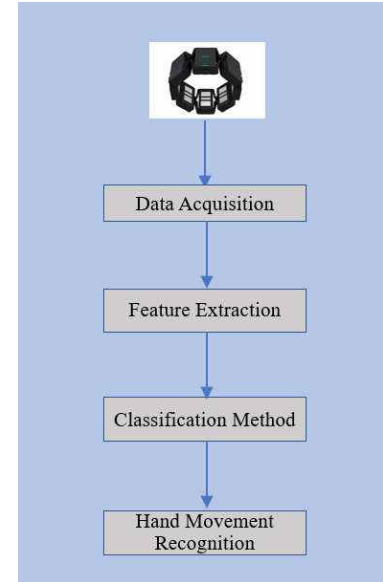 Data Acquisition
Feature Extraction
Classification Method
Hand Movement
Recognition